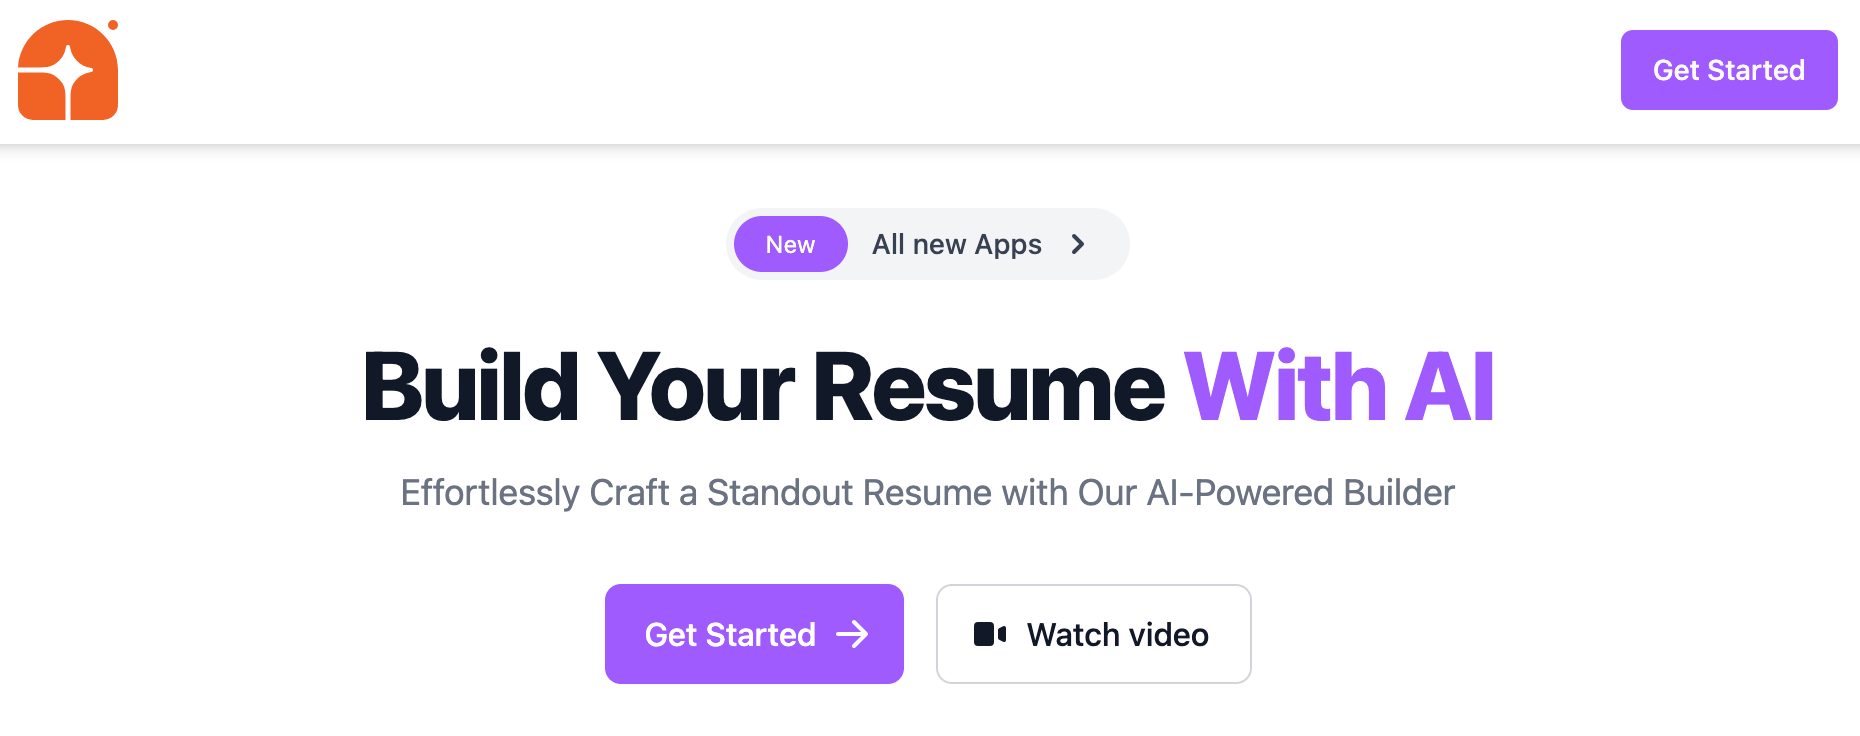 Get Started
New All new Apps
Build Your Resume With AI
Effortlessly Craft a Standout Resume with Our AI-Powered Builder
Get Started
Watch video